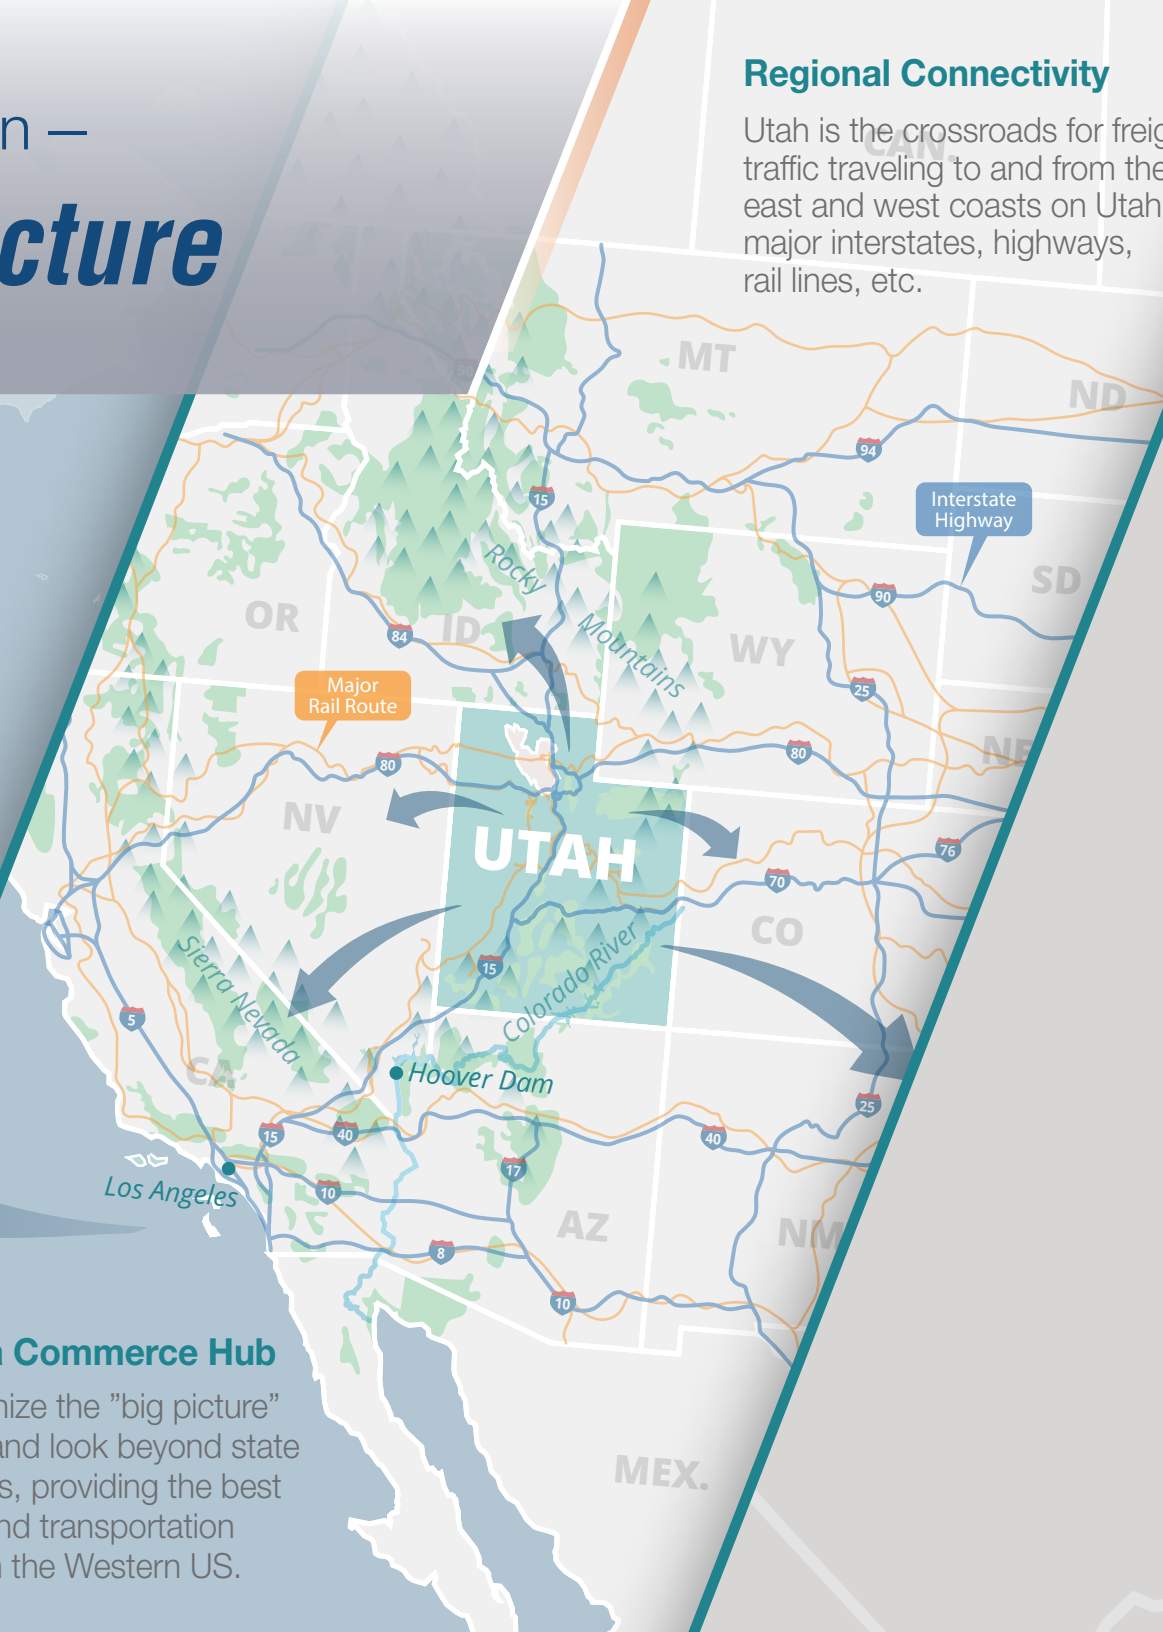 n —
cture
Regional Connectivity
Utah is the crossroads for freig
traffic traveling to and from the
east and west coasts on Utah
major interstates, highways,
rail lines, etc.
CAN.
MT
ND
90
94
15
Interstate
Highway
Rocky
OR
ID
84
90
SD
Mountains
WY
25
Major
Rail Route
80
80
NE
NV
UTAH
76
70
CO
Sierra Nevada
15
Colorado River
5
CA
Hoover Dam
25
15
40
40
17
Los Angeles
10
AZ
NM
8
10
a Commerce Hub
nize the ”big picture”
and look beyond state
s, providing the best
nd transportation
n the Western US.
MEX.